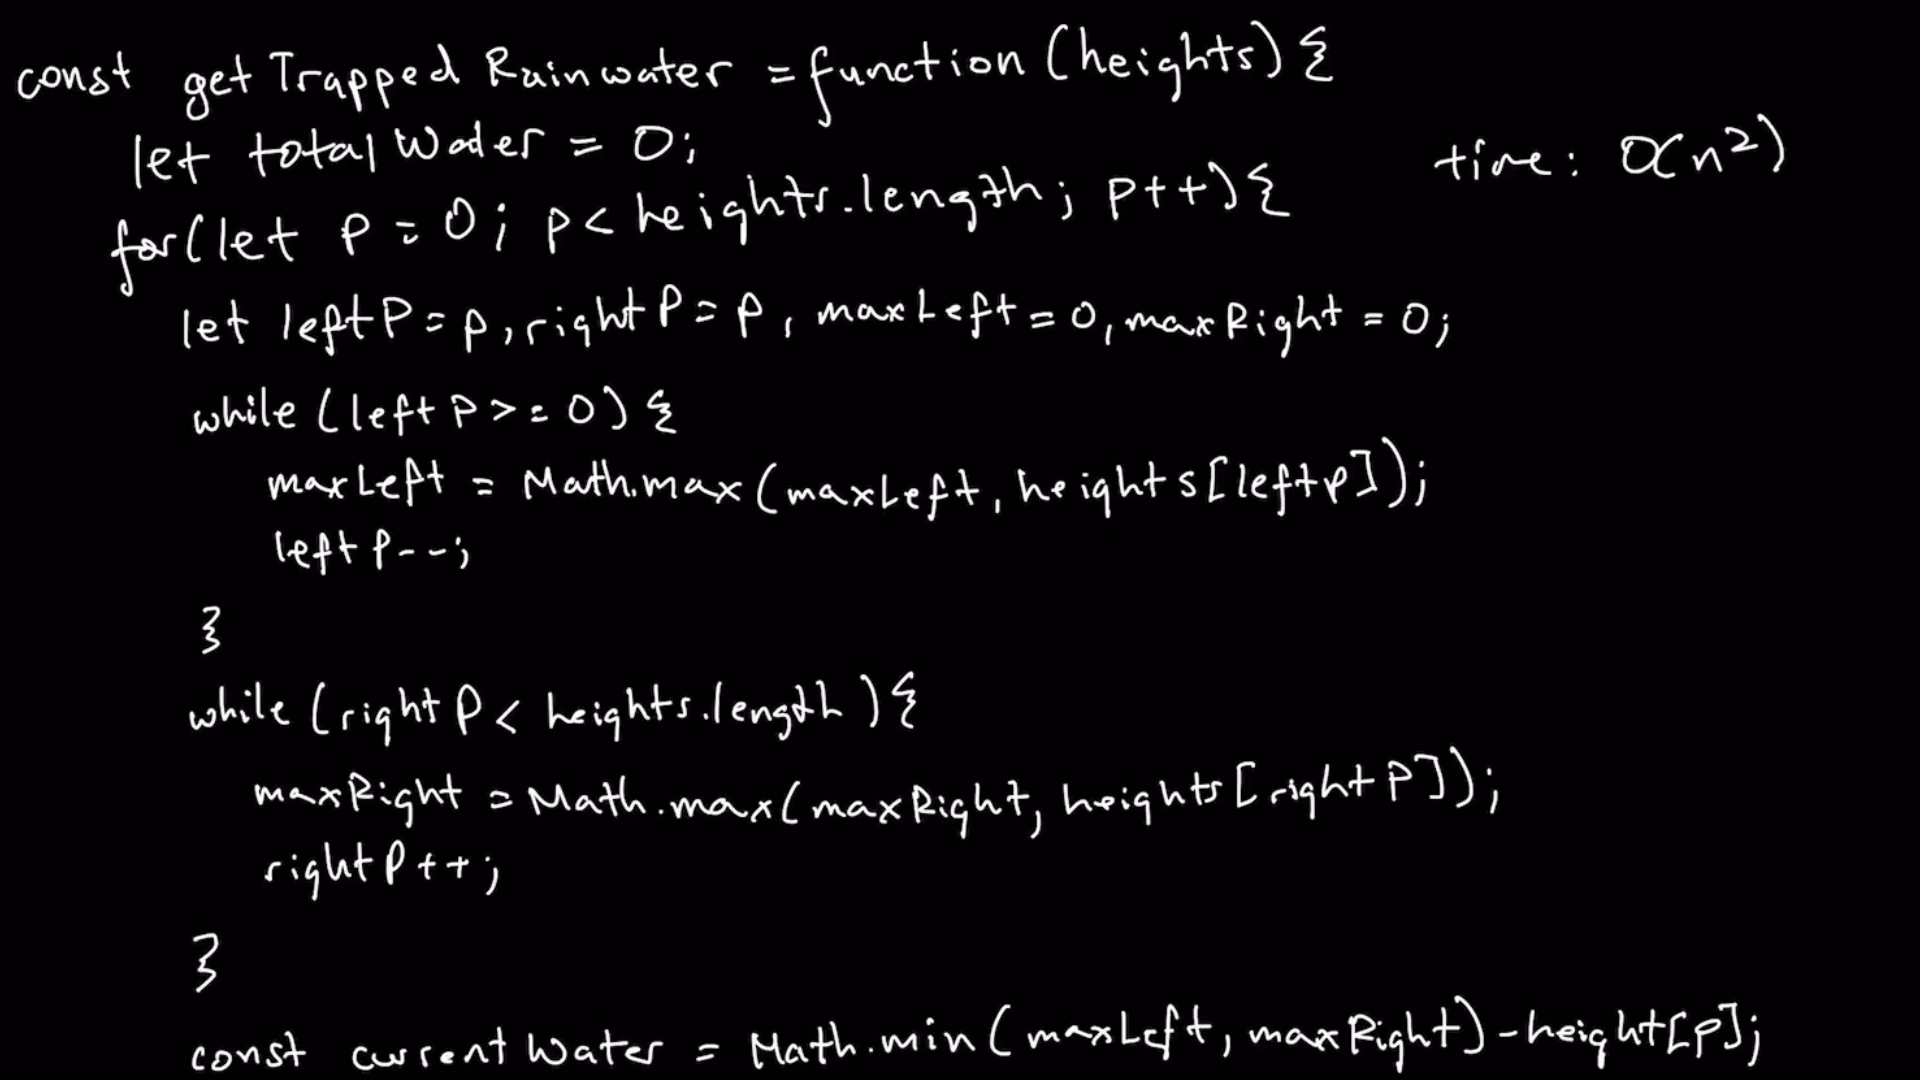 const getTrappedRainwater = function(heights){
let totalWater = 0;
time: O(n²)
for(let p = 0; p < heights.length; p++){
let leftP = p, rightP = p, maxLeft = 0, maxRight = 0;
while (leftP >= 0) {
maxLeft = Math.max(maxLeft, heights[leftP]);
leftP--;
}
while (rightP < heights.length){
maxRight = Math.max(maxRight, heights[rightP]);
rightP++;
}
const currentWater = Math.min(maxLeft, maxRight) - height[p];